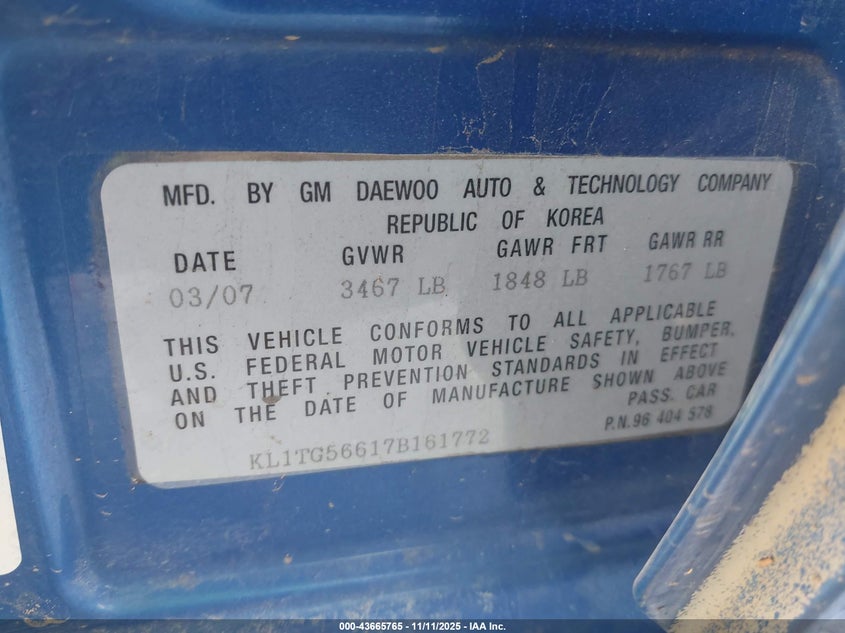 MFD. BY GM DAEWOO AUTO & TECHNOLOGY COMPANY
REPUBLIC OF KOREA
DATE GVWR GAWR FRT GAWR RR
03/07 3467 LB 1848 LB 1767 LB
THIS VEHICLE CONFORMS TO ALL APPLICABLE
U.S. FEDERAL MOTOR VEHICLE SAFETY, BUMPER,
AND THEFT PREVENTION STANDARDS IN EFFECT
ON THE DATE OF MANUFACTURE SHOWN ABOVE
PASS. CAR
KL1TG56617B161772 P.N.96 404 578
000-43665765 - 11/11/2025 - IAA Inc.